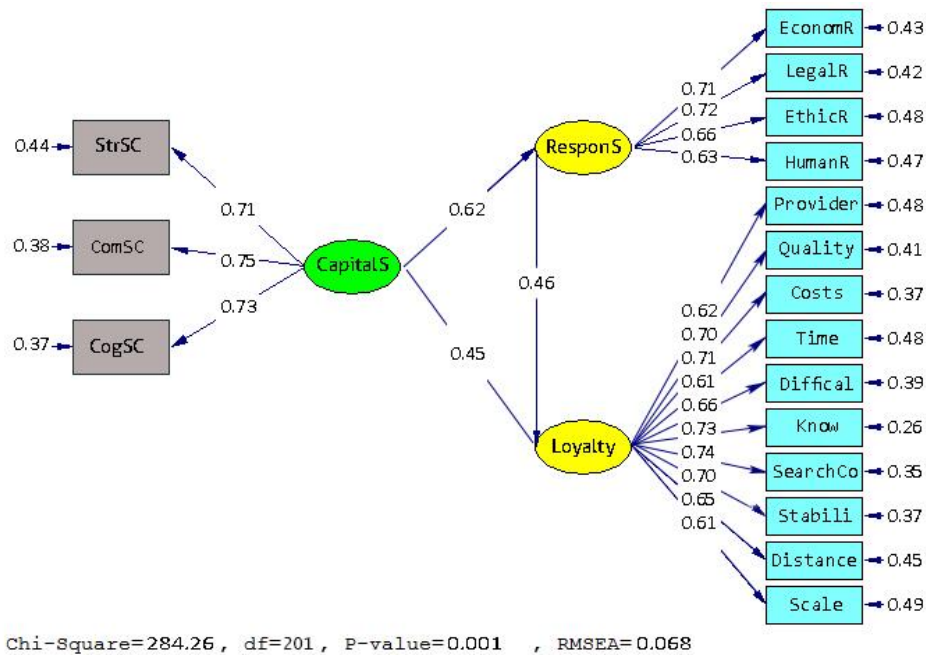 EconomR 0.43
LegalR 0.42
EthicR 0.48
HumanR 0.47
Provider 0.48
Quality 0.41
Costs 0.37
Time 0.48
Diffical 0.39
Know 0.26
SearchCo 0.35
Stabili 0.37
Distance 0.45
Scale 0.49
0.71
0.72
0.66
0.63
ResponS
0.44 StrSC
0.38 ComSC
0.37 CogSC
0.71
0.75
0.73
CapitalS
0.62
0.46
0.45
Loyalty
0.62
0.70
0.71
0.61
0.66
0.73
0.74
0.70
0.65
0.61
Chi-Square=284.26 , df=201, P-value=0.001 , RMSEA=0.068